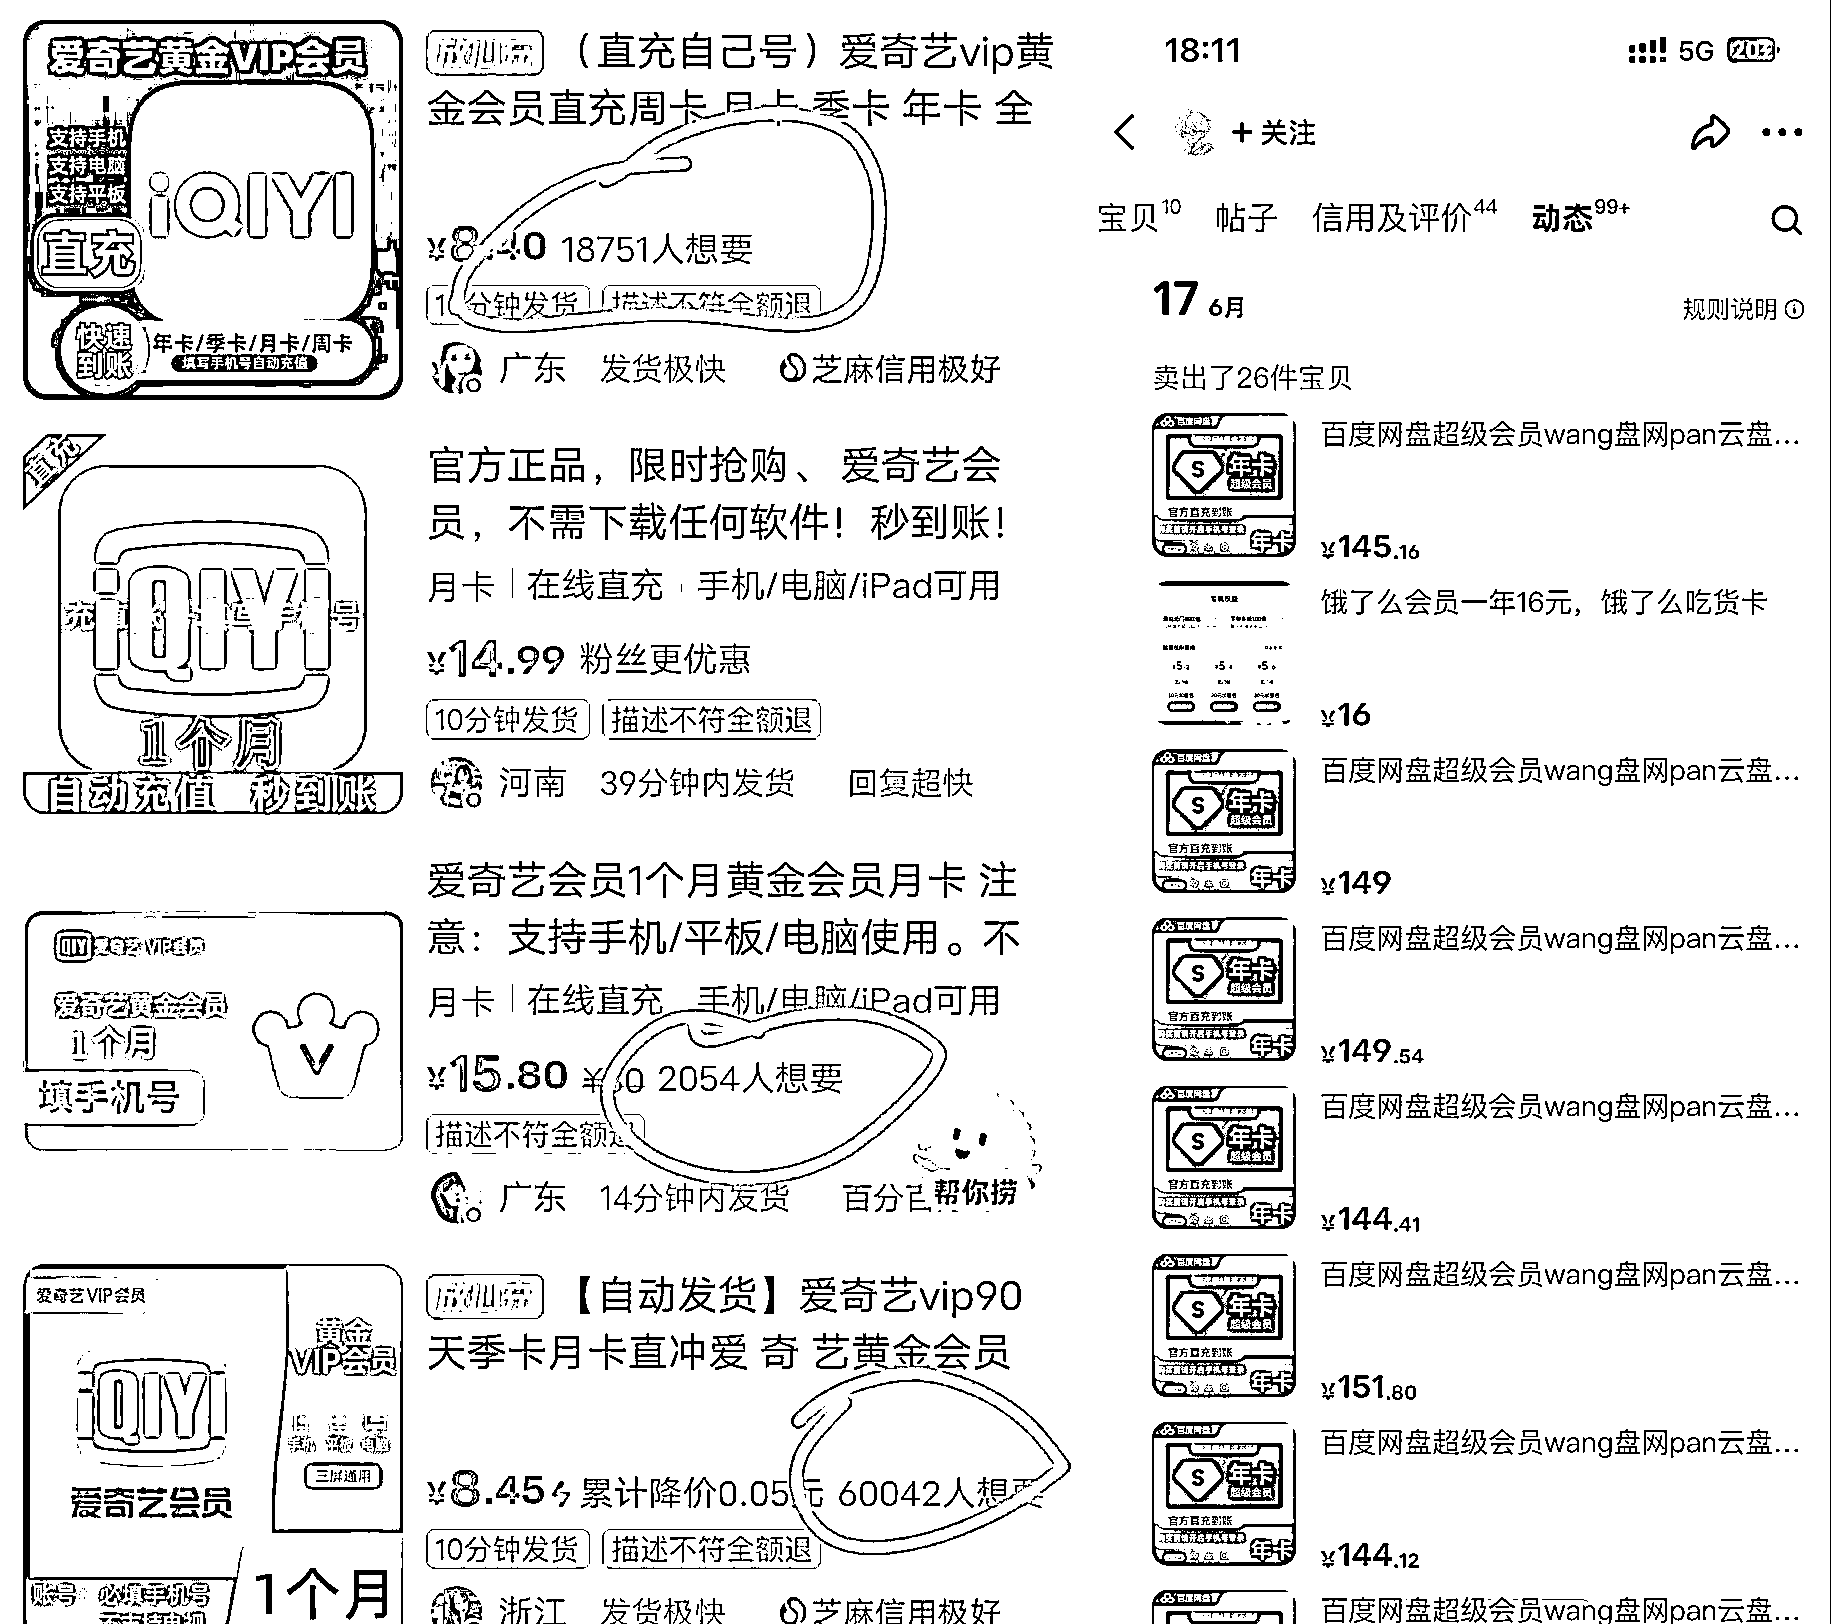 爱奇艺黄金VIP会员
支持手机
支持电脑
支持平板
iQIYI
直充
快速
到账
年卡/季卡/月卡/周卡
填写手机号自动充值
（直充自己号）爱奇艺vip黄
金会员直充周卡 月卡 季卡 年卡 全
¥8.40 18751人想要
10分钟发货 描述不符全额退
广东 发货极快 芝麻信用极好
直充
iQIYI
1个月
自动充值 秒到账
官方正品，限时抢购、爱奇艺会
员，不需下载任何软件！秒到账！
月卡 在线直充 手机/电脑/iPad可用
¥14.99 粉丝更优惠
10分钟发货 描述不符全额退
河南 39分钟内发货 回复超快
爱奇艺VIP会员
爱奇艺黄金会员
1个月
填手机号
爱奇艺会员1个月黄金会员月卡 注
意：支持手机/平板/电脑使用。不
月卡 在线直充 手机/电脑/iPad可用
¥15.80 2054人想要
描述不符全额退
广东 14分钟内发货
帮你捞
爱奇艺VIP会员
iQIYI
爱奇艺会员
黄金
VIP会员
手机 平板 电脑
三屏通用
账号 必填手机号
1个月
【自动发货】爱奇艺vip90
天季卡月卡直冲爱 奇 艺黄金会员
¥8.45 累计降价0.05元 60042人想要
10分钟发货 描述不符全额退
浙江 发货极快 芝麻信用极好
18:11 5G 20
+关注
宝贝10 帖子 信用及评价44 动态99+
17 6月 规则说明
卖出了26件宝贝
百度网盘超级会员wang盘网pan云盘...
¥145.16
饿了么会员一年16元，饿了么吃货卡
¥16
百度网盘超级会员wang盘网pan云盘...
¥149
百度网盘超级会员wang盘网pan云盘...
¥149.54
百度网盘超级会员wang盘网pan云盘...
¥144.41
百度网盘超级会员wang盘网pan云盘...
¥151.80
百度网盘超级会员wang盘网pan云盘...
¥144.12
百度网盘超级会员wang盘网pan云盘...
年卡
超级会员
官方直充到账
年卡